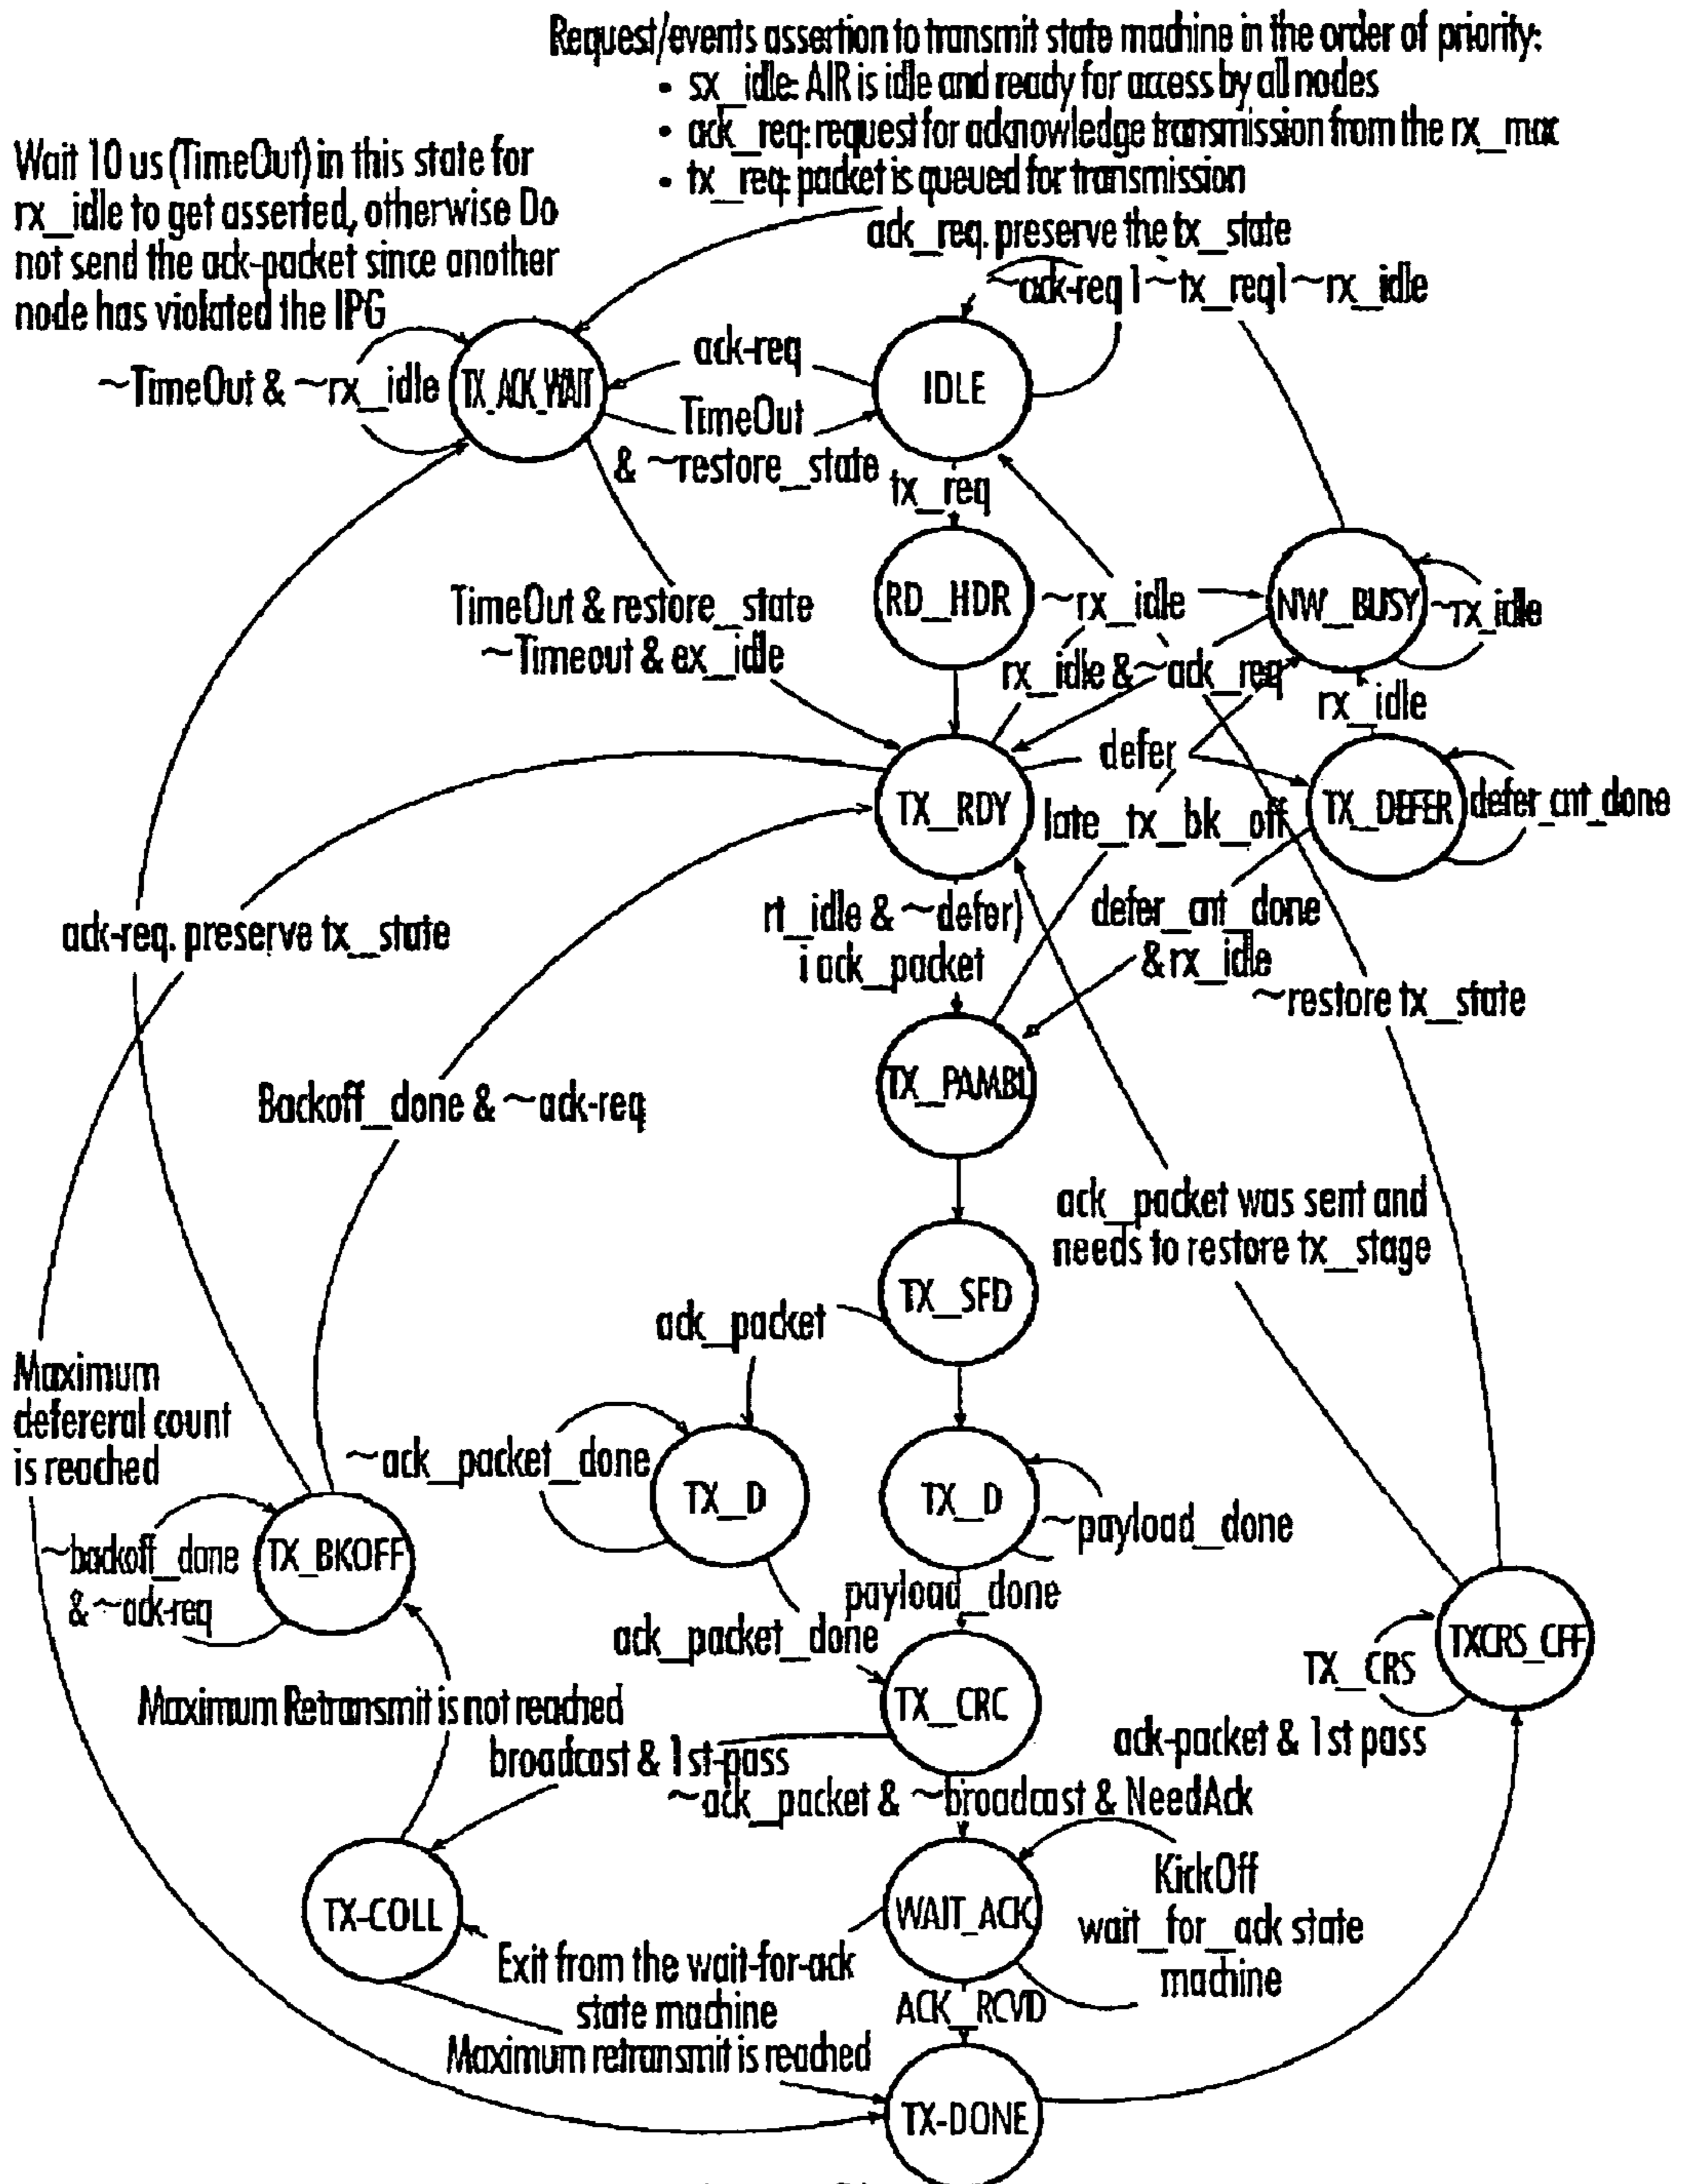 Request/events assertion to transmit state machine in the order of priority:
• sx_idle: AIR is idle and ready for access by all nodes
• ack_req: request for acknowledge transmission from the rx_mac
• tx_req: packet is queued for transmission
Wait 10 us (TimeOut) in this state for
rx_idle to get asserted, otherwise Do
not send the ack-packet since another
node has violated the IPG
ack_req. preserve the tx_state
~ack-req | ~tx_req | ~rx_idle
~TimeOut & ~rx_idle
TX_ACK_WAIT
ack-req
IDLE
TimeOut
& ~restore_state
tx_req
RD_HDR
~rx_idle
NW_BUSY
~rx_idle
TimeOut & restore_state
~Timeout & ex_idle
rx_idle & ~ack_req
rx_idle
defer
TX_RDY
late_tx_bk_off
TX_DEFER
defer_cnt_done
ack-req. preserve tx_state
rt_idle & ~defer)
i ack_packet
defer_cnt_done
& rx_idle
~restore tx_state
TX_PAMBL
Backoff_done & ~ack-req
ack_packet was sent and
needs to restore tx_stage
TX_SFD
ack_packet
Maximum
defereral count
is reached
~ack_packet_done
TX_D
TX_D
~payload_done
~backoff_done
& ~ack-req
TX_BKOFF
payload_done
ack_packet_done
TX_CRS
TXCRS_CFF
Maximum Retransmit is not reached
TX_CRC
ack-packet & 1st pass
broadcast & 1st-pass
~ack_packet & ~broadcast & NeedAck
TX-COLL
WAIT_ACK
KickOff
wait_for_ack state
machine
Exit from the wait-for-ack
state machine
ACK_RCVD
Maximum retransmit is reached
TX-DONE